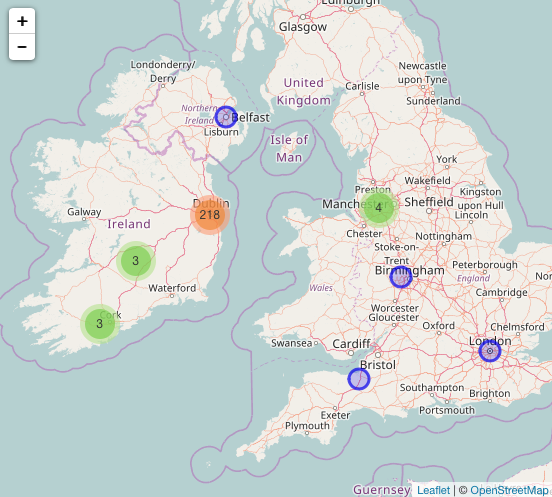 +
−
Edinburgh
Glasgow
Londonderry/
Derry
Newcastle
upon Tyne
United
Kingdom
Carlisle
Sunderland
Northern
Ireland
Belfast
Lisburn
Isle of
Man
York
Preston
Wakefield
Kingston
upon Hull
Dublin
218
Manchester
4
Sheffield
Lincoln
Galway
Ireland
Chester
Nottingham
Stoke-on-
Trent
3
Birmingham
Peterborough
England
Nor
Waterford
Wales
Cambridge
Worcester
Gloucester
Cork
3
Oxford
Chelmsford
Swansea
Cardiff
London
Bristol
Southampton
Brighton
Portsmouth
Exeter
Plymouth
Guernsey
Leaflet | © OpenStreetMap